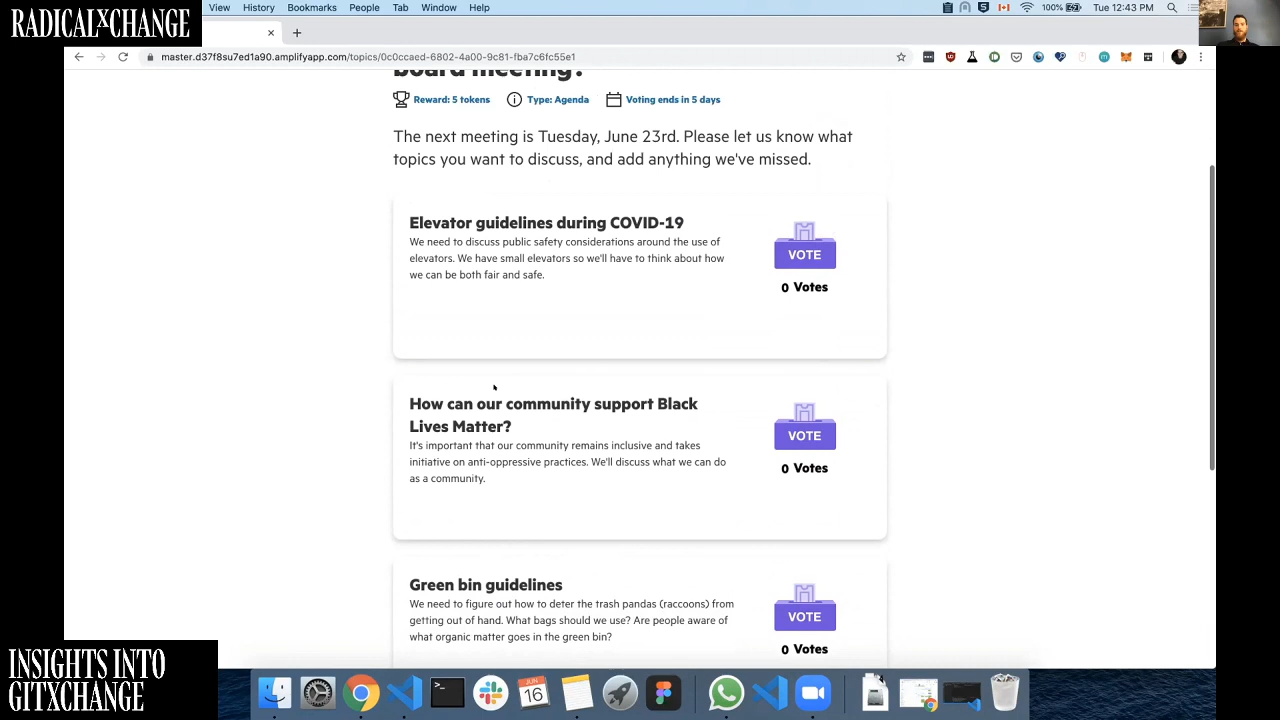 RADICALXCHANGE
View History Bookmarks People Tab Window Help
100%
Tue 12:43 PM
master.d37f8su7ed1a90.amplifyapp.com/topics/0c0ccaed-6802-4a00-9c81-fba7c6fc55e1
board meeting?
Reward: 5 tokens
Type: Agenda
Voting ends in 5 days
The next meeting is Tuesday, June 23rd. Please let us know what
topics you want to discuss, and add anything we've missed.
Elevator guidelines during COVID-19
We need to discuss public safety considerations around the use of
elevators. We have small elevators so we'll have to think about how
we can be both fair and safe.
VOTE
0 Votes
How can our community support Black
Lives Matter?
It's important that our community remains inclusive and takes
initiative on anti-oppressive practices. We'll discuss what we can do
as a community.
VOTE
0 Votes
Green bin guidelines
We need to figure out how to deter the trash pandas (raccoons) from
getting out of hand. What bags should we use? Are people aware of
what organic matter goes in the green bin?
VOTE
0 Votes
INSIGHTS INTO
GITXCHANGE
JUN
16